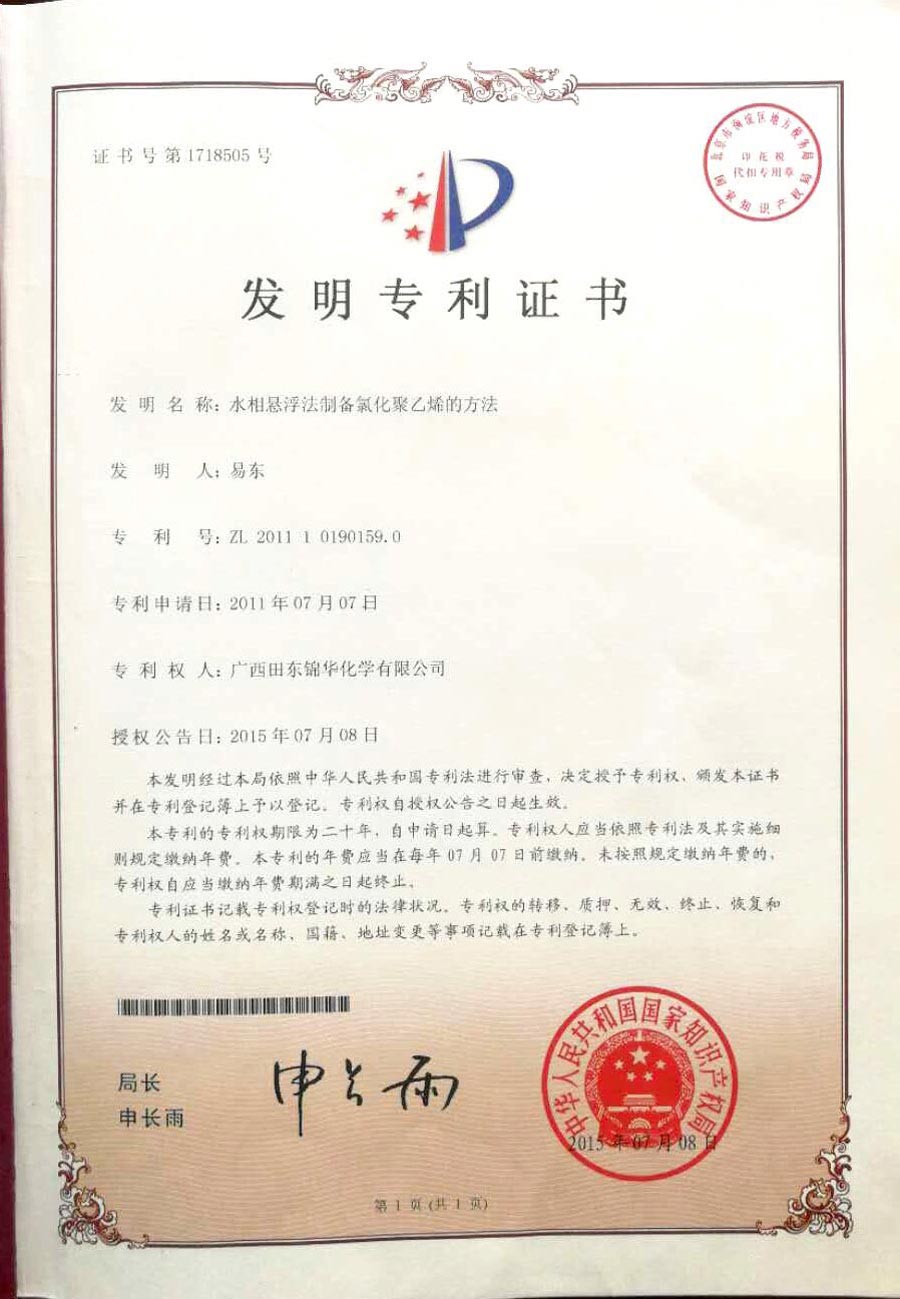 证书号第1718505号
北京市海淀区地方税务局
印花税
代扣专用章
国家知识产权局
发明专利证书
发明名称：水相悬浮法制备氯化聚乙烯的方法
发明人：易东
专利号：ZL 2011 1 0190159.0
专利申请日：2011年07月07日
专利权人：广西田东锦华化学有限公司
授权公告日：2015年07月08日
本发明经过本局依照中华人民共和国专利法进行审查，决定授予专利权、颁发本证书
并在专利登记簿上予以登记。专利权自授权公告之日起生效。
本专利的专利权期限为二十年，自申请日起算。专利权人应当依照专利法及其实施细
则规定缴纳年费。本专利的年费应当在每年07月07日前缴纳。未按照规定缴纳年费的，
专利权自应当缴纳年费期满之日起终止。
专利证书记载专利权登记时的法律状况。专利权的转移、质押、无效、终止、恢复和
专利权人的姓名或名称、国籍、地址变更等事项记载在专利登记簿上。
局长
申长雨
申长雨
中华人民共和国国家知识产权局
2015年07月08日
第1页(共1页)